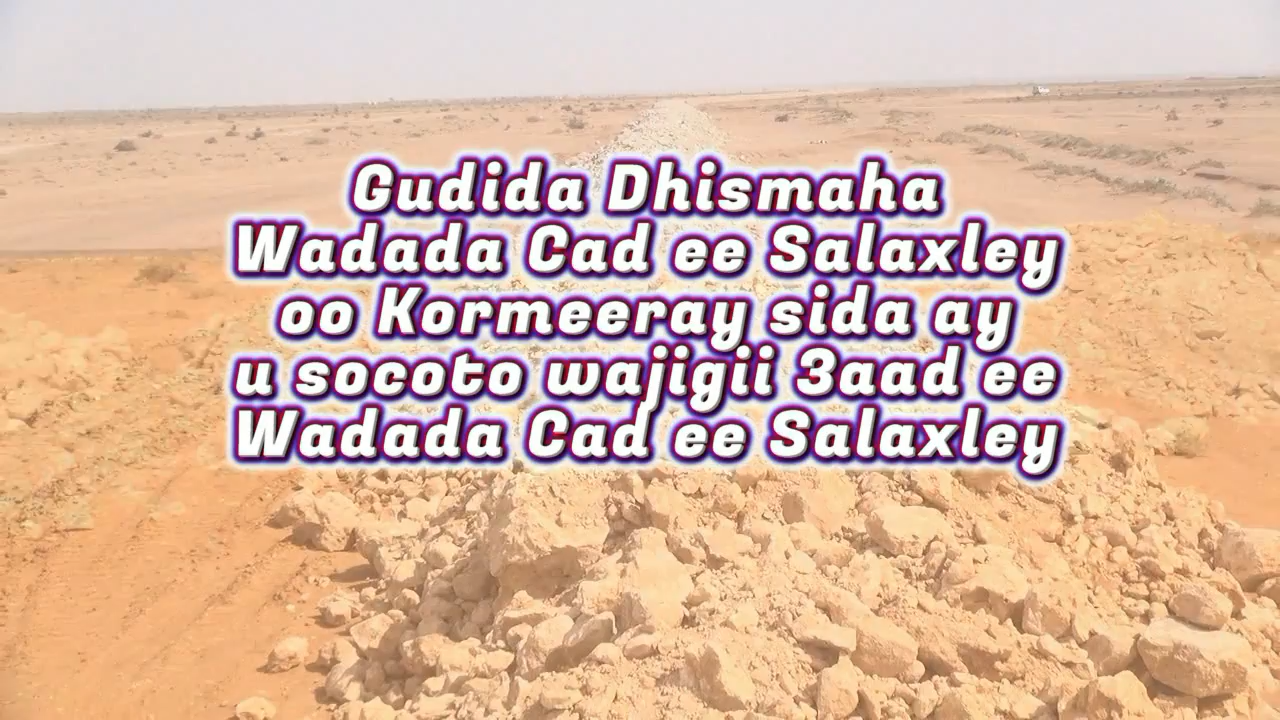 Gudida Dhismaha
Wadada Cad ee Salaxley
oo Kormeeray sida ay
u socoto wajigii 3aad ee
Wadada Cad ee Salaxley